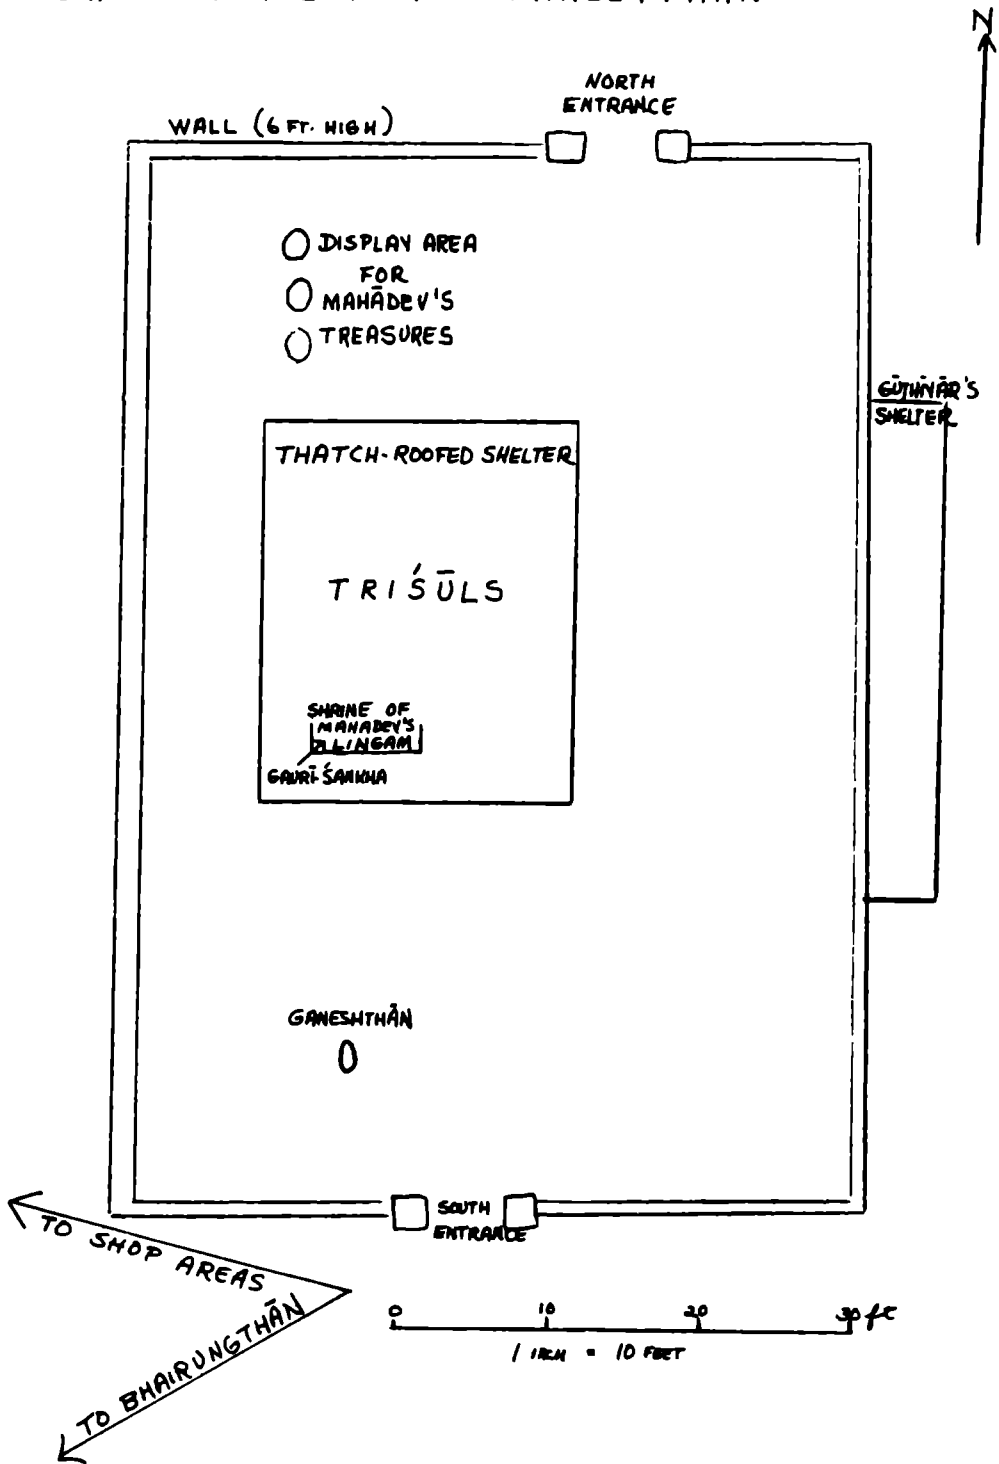 N
NORTH
ENTRANCE
WALL (6 FT. HIGH)
DISPLAY AREA
FOR
MAHĀDEV'S
TREASURES
GŪTHIYĀR'S
SHELTER
THATCH-ROOFED SHELTER
TRIŚŪLS
SHRINE OF
MAHADEV'S
LINGAM
GAURĪ-ŚANKHA
GANESHTHĀN
SOUTH
ENTRANCE
TO SHOP AREAS
TO BHAIRUNGTHĀN
0 10 20 30 ft
1 INCH = 10 FEET